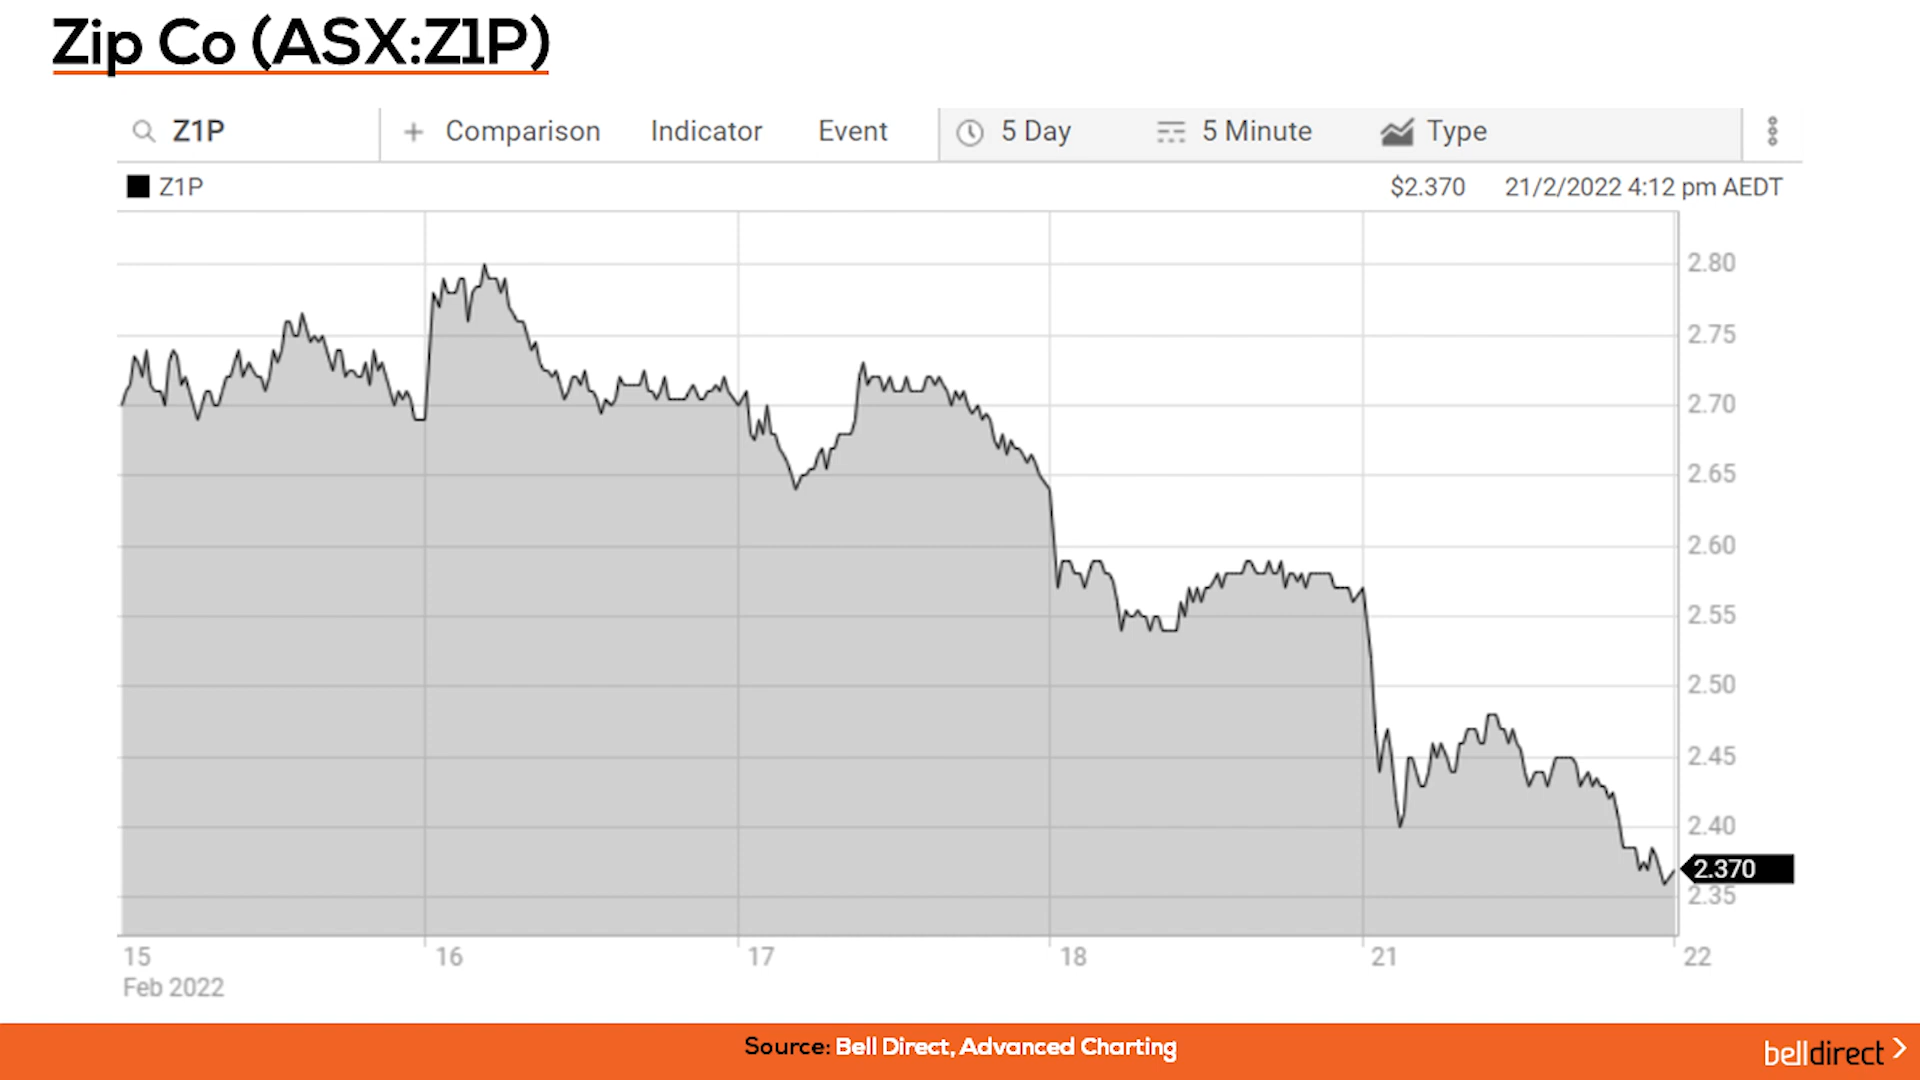 Zip Co (ASX:Z1P)
Z1P + Comparison Indicator Event 5 Day 5 Minute Type
Z1P $2.370 21/2/2022 4:12 pm AEDT
2.80
2.75
2.70
2.65
2.60
2.55
2.50
2.45
2.40
2.370
2.35
15 16 17 18 21 22
Feb 2022
Source: Bell Direct, Advanced Charting
belldirect